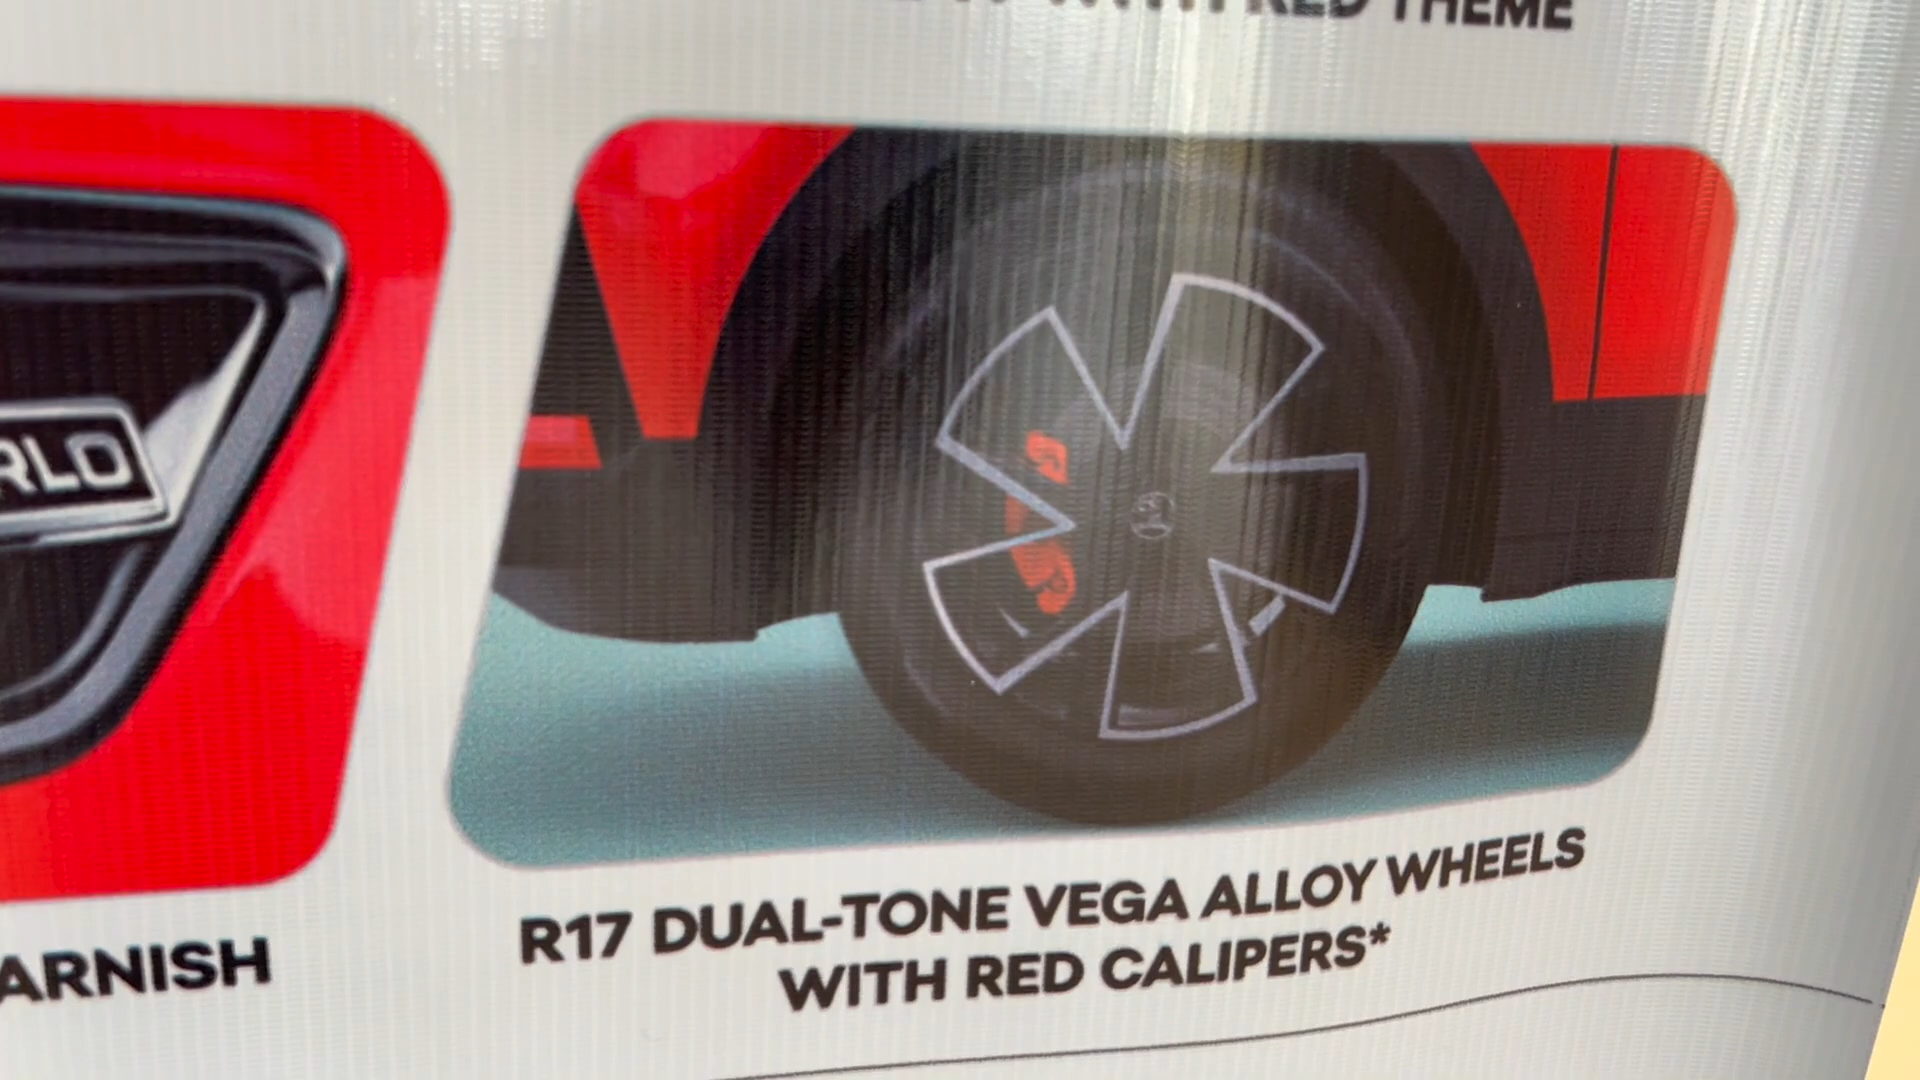 RED THEME
RLO
ARNISH
R17 DUAL-TONE VEGA ALLOY WHEELS
WITH RED CALIPERS*